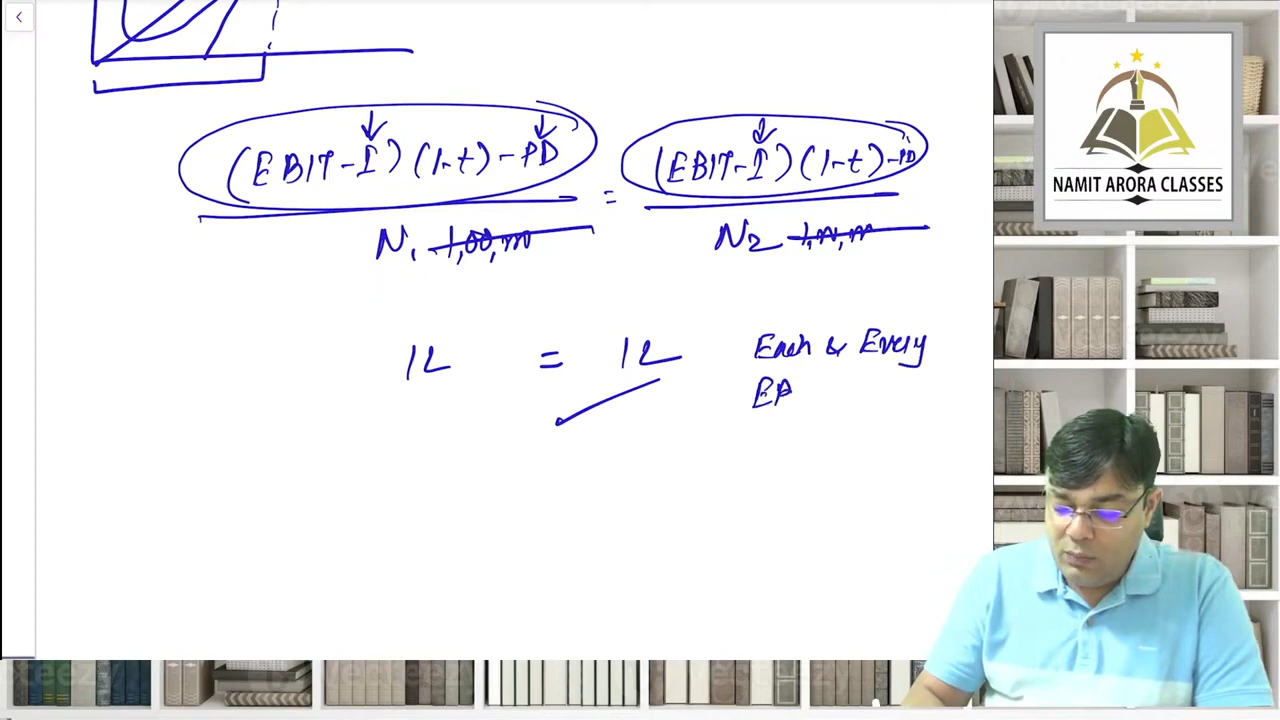 (EBIT-I)(1-t)-PD = (EBIT-I)(1-t)-PD
N1 1,00,000 N2
12 = 12 Each & Every
EP
NAMIT ARORA CLASSES